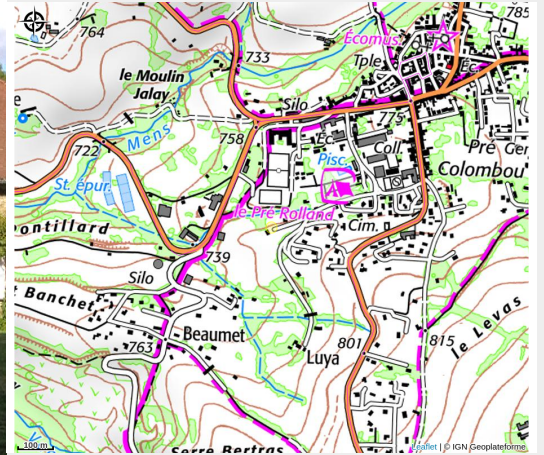 785
764
Écomus.
733
Tple
le Moulin
Jalay
Éc.
Silo
775
Mens
758
Éc.
Coll.
Pré Ger
722
Pisc.
Colombou
St. épur.
le Pré Rolland
ontillard
Cim.
739
Silo
t Banchet
le Levas
Beaumet
801
815
763
Luya
100 m
Serre Bertras
Leaflet | © IGN Geoplateforme